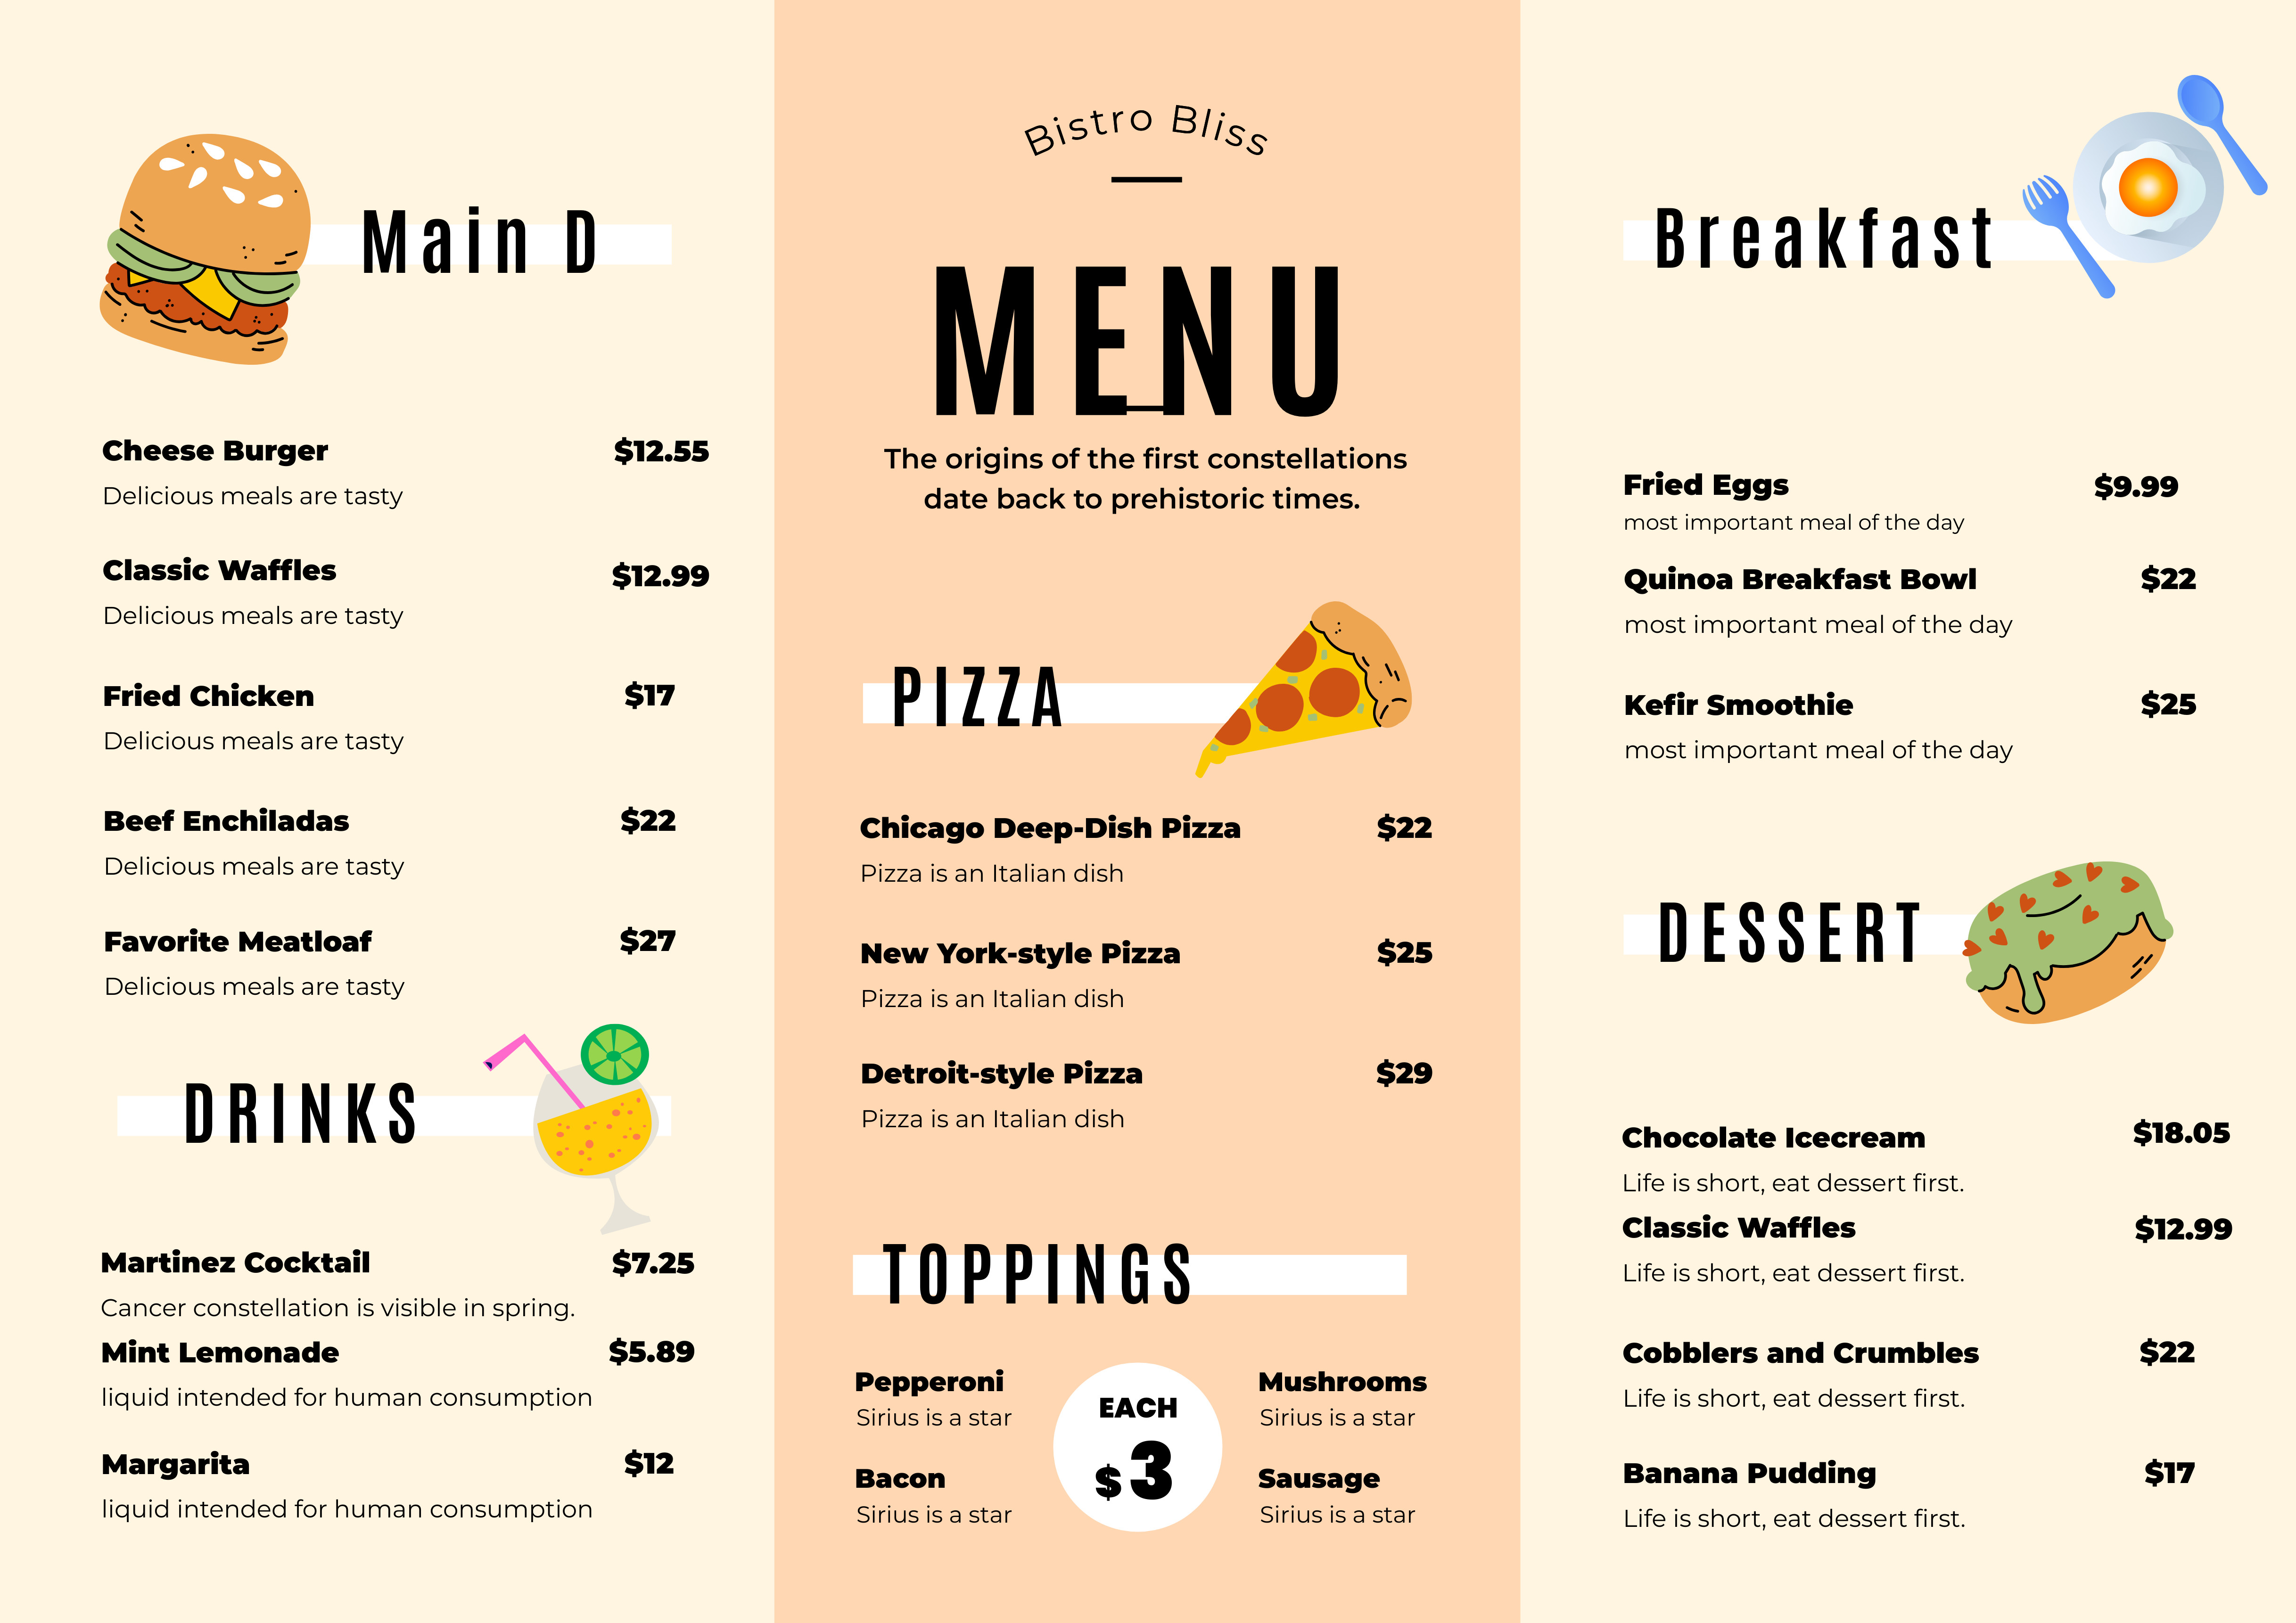 Main D
Cheese Burger $12.55
Delicious meals are tasty
Classic Waffles $12.99
Delicious meals are tasty
Fried Chicken $17
Delicious meals are tasty
Beef Enchiladas $22
Delicious meals are tasty
Favorite Meatloaf $27
Delicious meals are tasty
DRINKS
Martinez Cocktail $7.25
Cancer constellation is visible in spring.
Mint Lemonade $5.89
liquid intended for human consumption
Margarita $12
liquid intended for human consumption
Bistro Bliss
MENU
The origins of the first constellations
date back to prehistoric times.
PIZZA
Chicago Deep-Dish Pizza $22
Pizza is an Italian dish
New York-style Pizza $25
Pizza is an Italian dish
Detroit-style Pizza $29
Pizza is an Italian dish
TOPPINGS
Pepperoni
Sirius is a star
Bacon
Sirius is a star
EACH
$3
Mushrooms
Sirius is a star
Sausage
Sirius is a star
Breakfast
Fried Eggs $9.99
most important meal of the day
Quinoa Breakfast Bowl $22
most important meal of the day
Kefir Smoothie $25
most important meal of the day
DESSERT
Chocolate Icecream $18.05
Life is short, eat dessert first.
Classic Waffles $12.99
Life is short, eat dessert first.
Cobblers and Crumbles $22
Life is short, eat dessert first.
Banana Pudding $17
Life is short, eat dessert first.